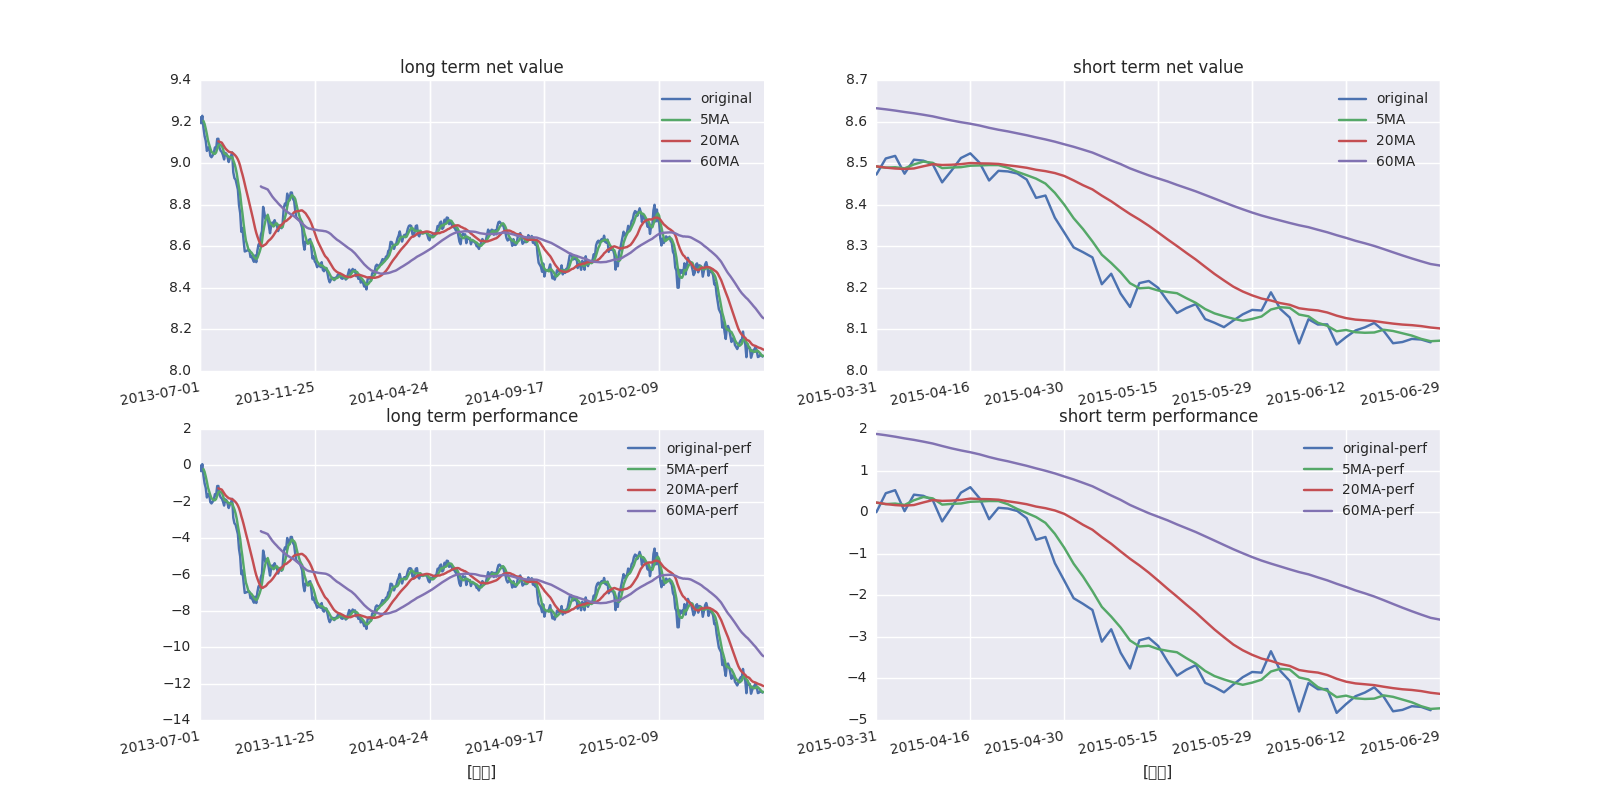 long term net value
9.4
9.2
9.0
8.8
8.6
8.4
8.2
8.0
original
5MA
20MA
60MA
2013-07-01
2013-11-25
2014-04-24
2014-09-17
2015-02-09
short term net value
8.7
8.6
8.5
8.4
8.3
8.2
8.1
8.0
original
5MA
20MA
60MA
2015-03-31
2015-04-16
2015-04-30
2015-05-15
2015-05-29
2015-06-12
2015-06-29
long term performance
2
0
−2
−4
−6
−8
−10
−12
−14
original-perf
5MA-perf
20MA-perf
60MA-perf
2013-07-01
2013-11-25
2014-04-24
2014-09-17
2015-02-09
short term performance
2
1
0
−1
−2
−3
−4
−5
original-perf
5MA-perf
20MA-perf
60MA-perf
2015-03-31
2015-04-16
2015-04-30
2015-05-15
2015-05-29
2015-06-12
2015-06-29